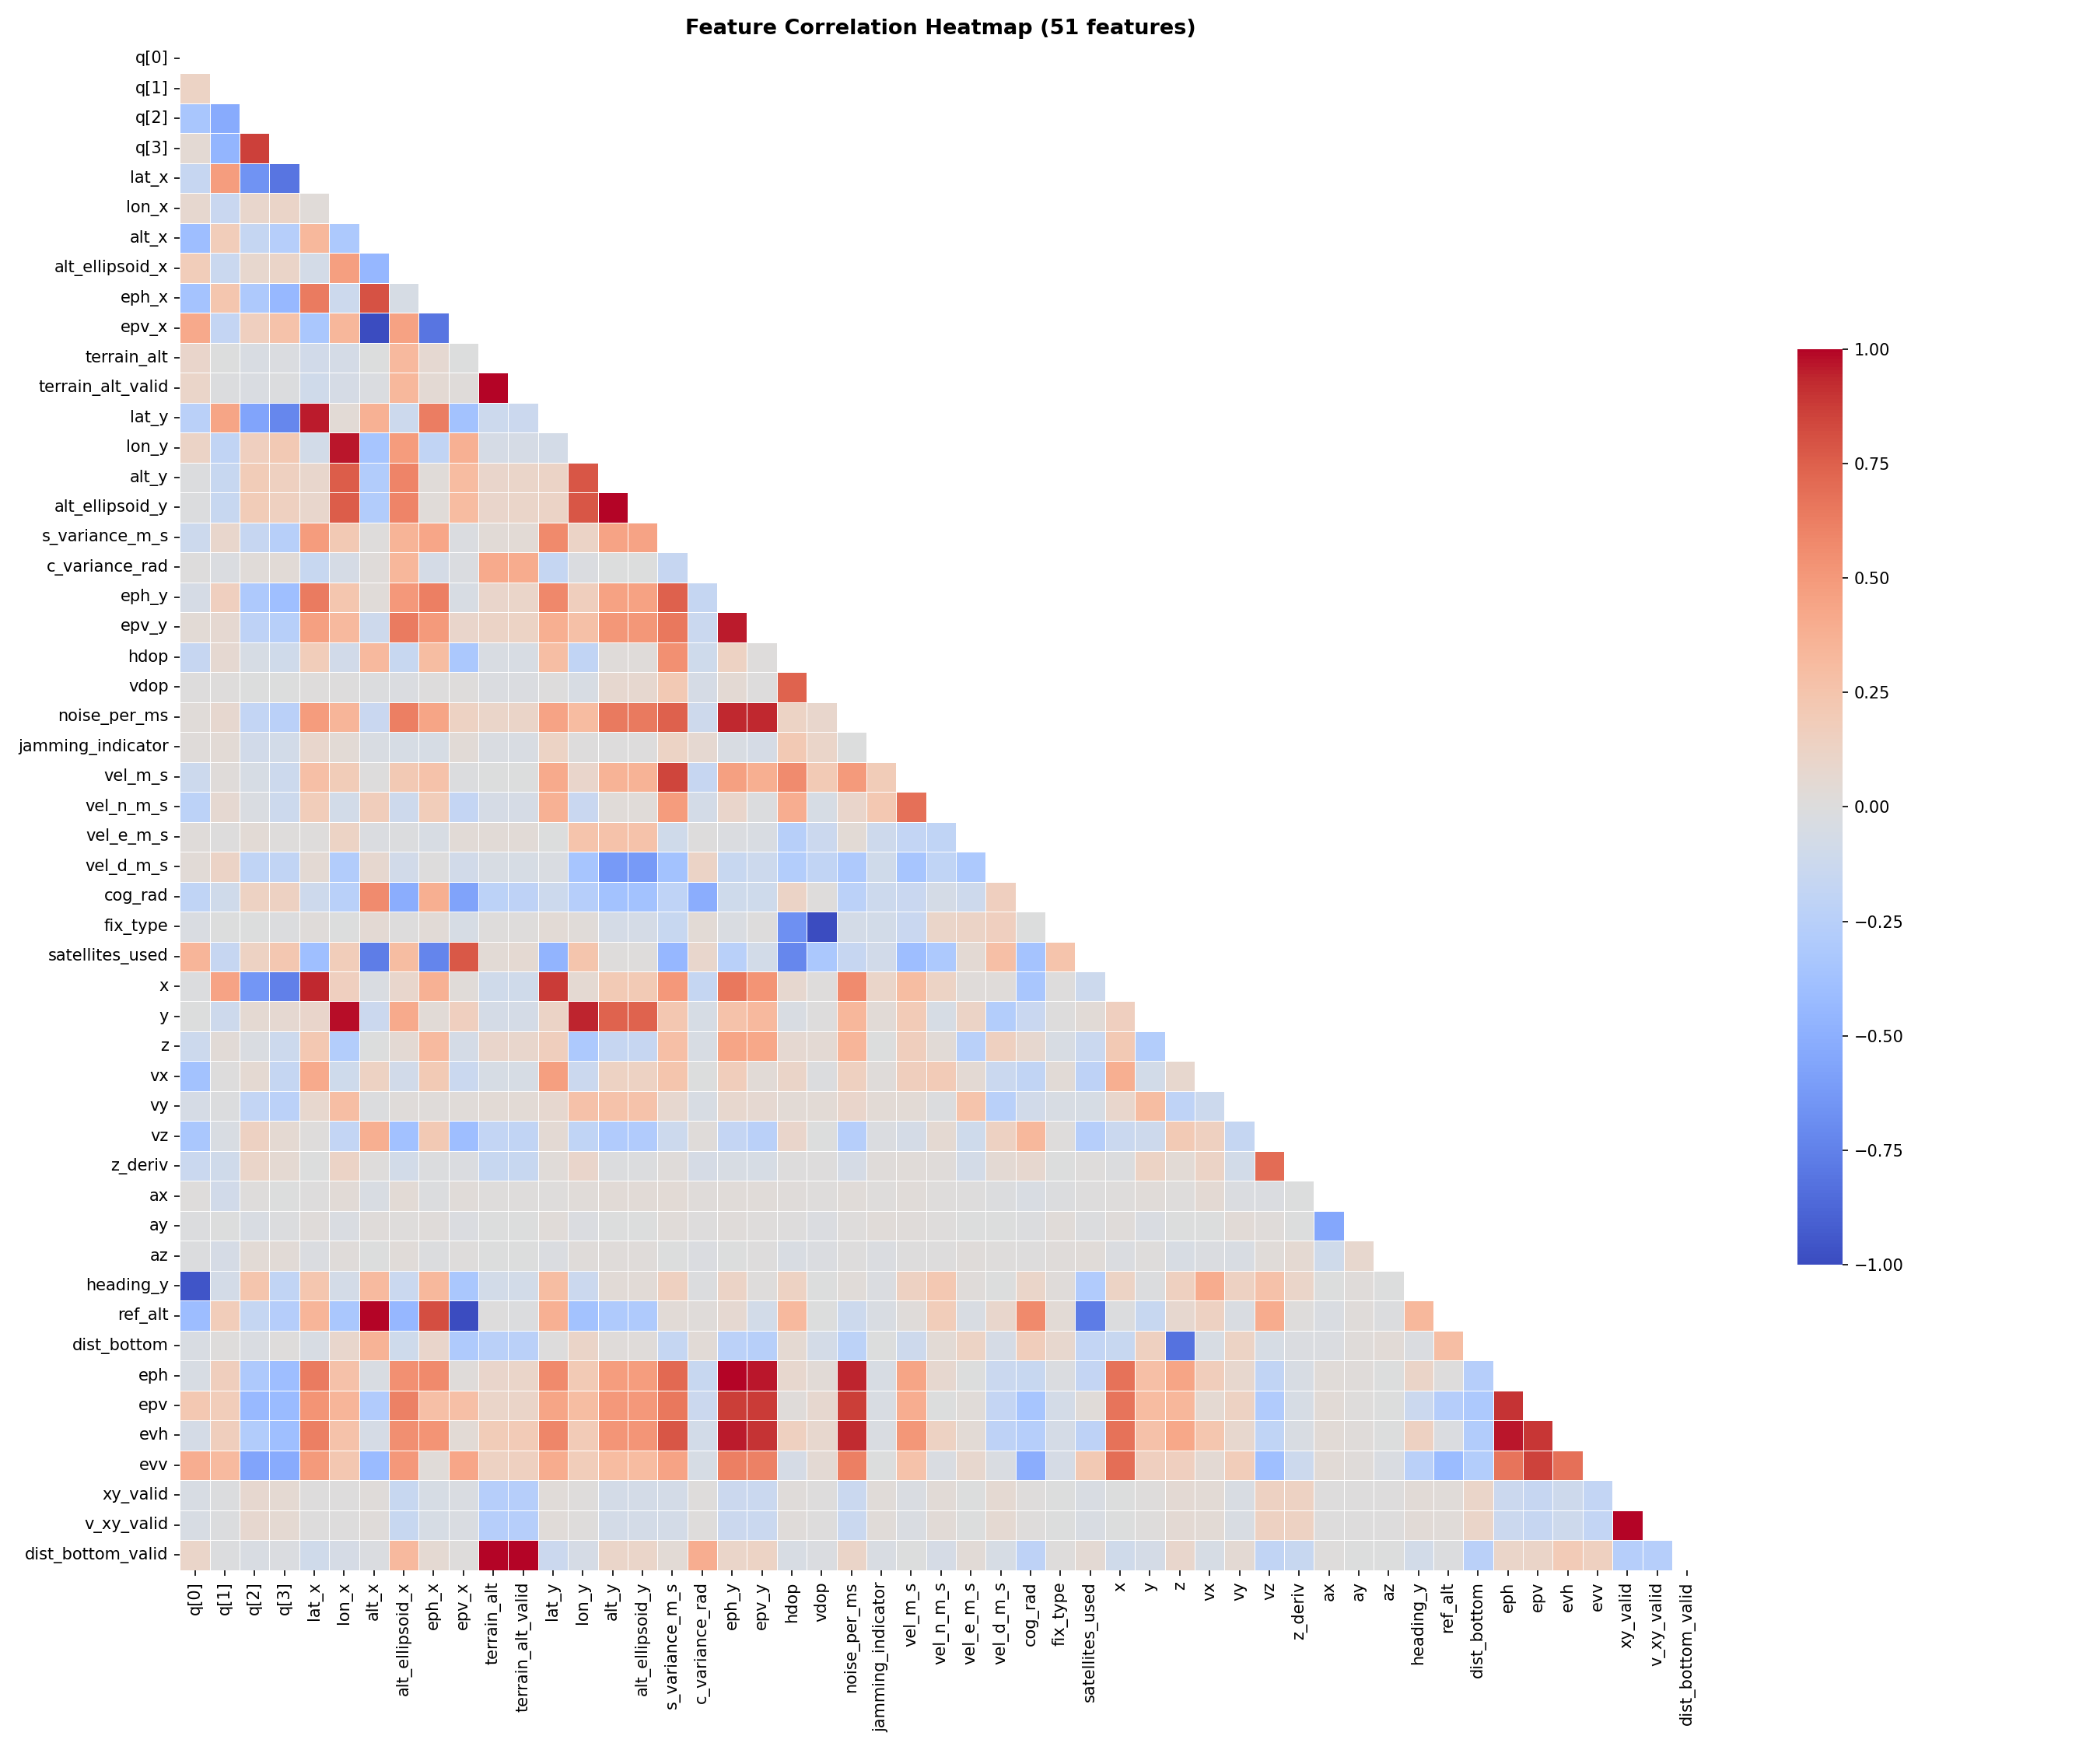 Feature Correlation Heatmap (51 features)
q[0]
q[1]
q[2]
q[3]
lat_x
lon_x
alt_x
alt_ellipsoid_x
eph_x
epv_x
terrain_alt
terrain_alt_valid
lat_y
lon_y
alt_y
alt_ellipsoid_y
s_variance_m_s
c_variance_rad
eph_y
epv_y
hdop
vdop
noise_per_ms
jamming_indicator
vel_m_s
vel_n_m_s
vel_e_m_s
vel_d_m_s
cog_rad
fix_type
satellites_used
x
y
z
vx
vy
vz
z_deriv
ax
ay
az
heading_y
ref_alt
dist_bottom
eph
epv
evh
evv
xy_valid
v_xy_valid
dist_bottom_valid
q[0]
q[1]
q[2]
q[3]
lat_x
lon_x
alt_x
alt_ellipsoid_x
eph_x
epv_x
terrain_alt
terrain_alt_valid
lat_y
lon_y
alt_y
alt_ellipsoid_y
s_variance_m_s
c_variance_rad
eph_y
epv_y
hdop
vdop
noise_per_ms
jamming_indicator
vel_m_s
vel_n_m_s
vel_e_m_s
vel_d_m_s
cog_rad
fix_type
satellites_used
x
y
z
vx
vy
vz
z_deriv
ax
ay
az
heading_y
ref_alt
dist_bottom
eph
epv
evh
evv
xy_valid
v_xy_valid
dist_bottom_valid
1.00
0.75
0.50
0.25
0.00
−0.25
−0.50
−0.75
−1.00